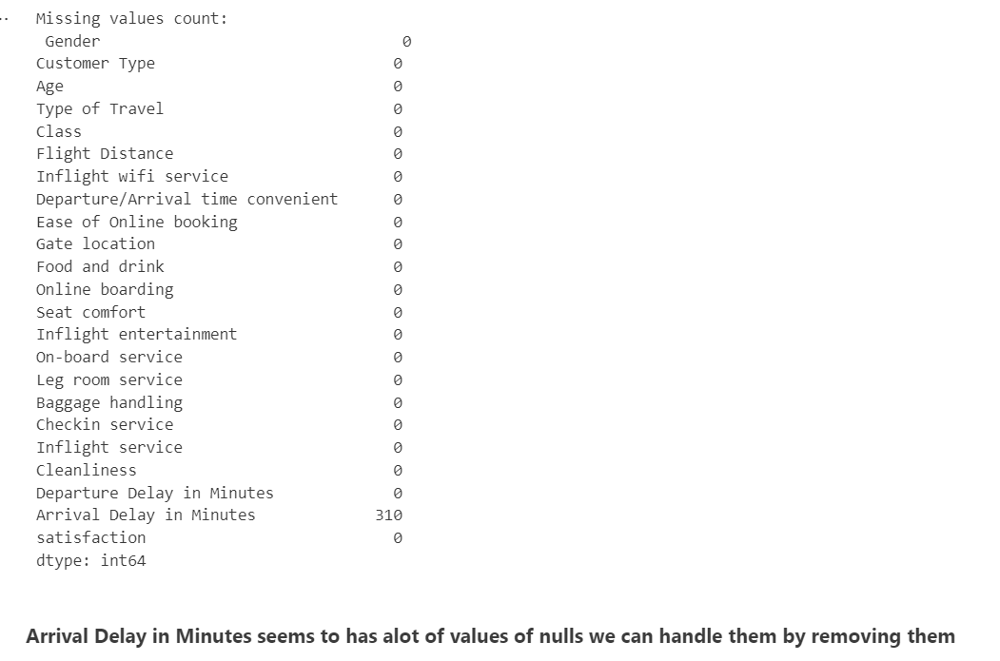 Missing values count:
Gender 0
Customer Type 0
Age 0
Type of Travel 0
Class 0
Flight Distance 0
Inflight wifi service 0
Departure/Arrival time convenient 0
Ease of Online booking 0
Gate location 0
Food and drink 0
Online boarding 0
Seat comfort 0
Inflight entertainment 0
On-board service 0
Leg room service 0
Baggage handling 0
Checkin service 0
Inflight service 0
Cleanliness 0
Departure Delay in Minutes 0
Arrival Delay in Minutes 310
satisfaction 0
dtype: int64
Arrival Delay in Minutes seems to has alot of values of nulls we can handle them by removing them